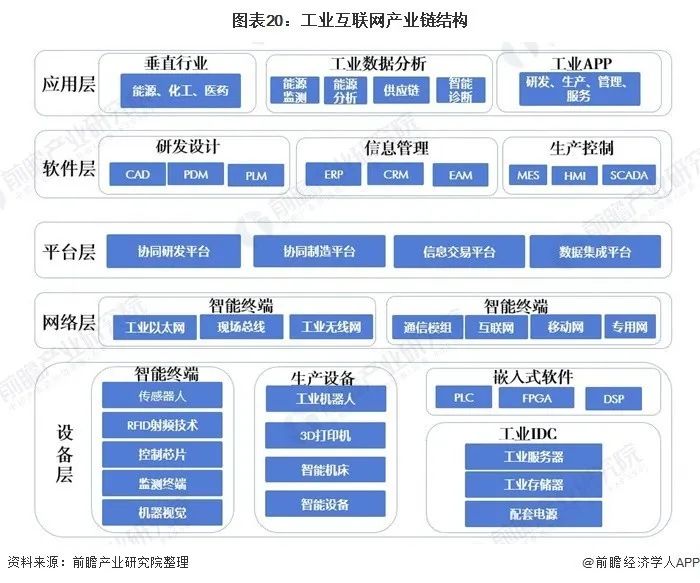 图表20：工业互联网产业链结构
应用层
垂直行业
能源、化工、医药
工业数据分析
能源监测
能源分析
供应链
智能诊断
工业APP
研发、生产、管理、
服务
软件层
研发设计
CAD
PDM
PLM
信息管理
ERP
CRM
EAM
生产控制
MES
HMI
SCADA
平台层
协同研发平台
协同制造平台
信息交易平台
数据集成平台
网络层
智能终端
工业以太网
现场总线
工业无线网
智能终端
通信模组
互联网
移动网
专用网
设备层
智能终端
传感器人
RFID射频技术
控制芯片
监测终端
机器视觉
生产设备
工业机器人
3D打印机
智能机床
智能设备
嵌入式软件
PLC
FPGA
DSP
工业IDC
工业服务器
工业存储器
配套电源
前瞻产业研究院
资料来源：前瞻产业研究院整理
@前瞻经济学人APP